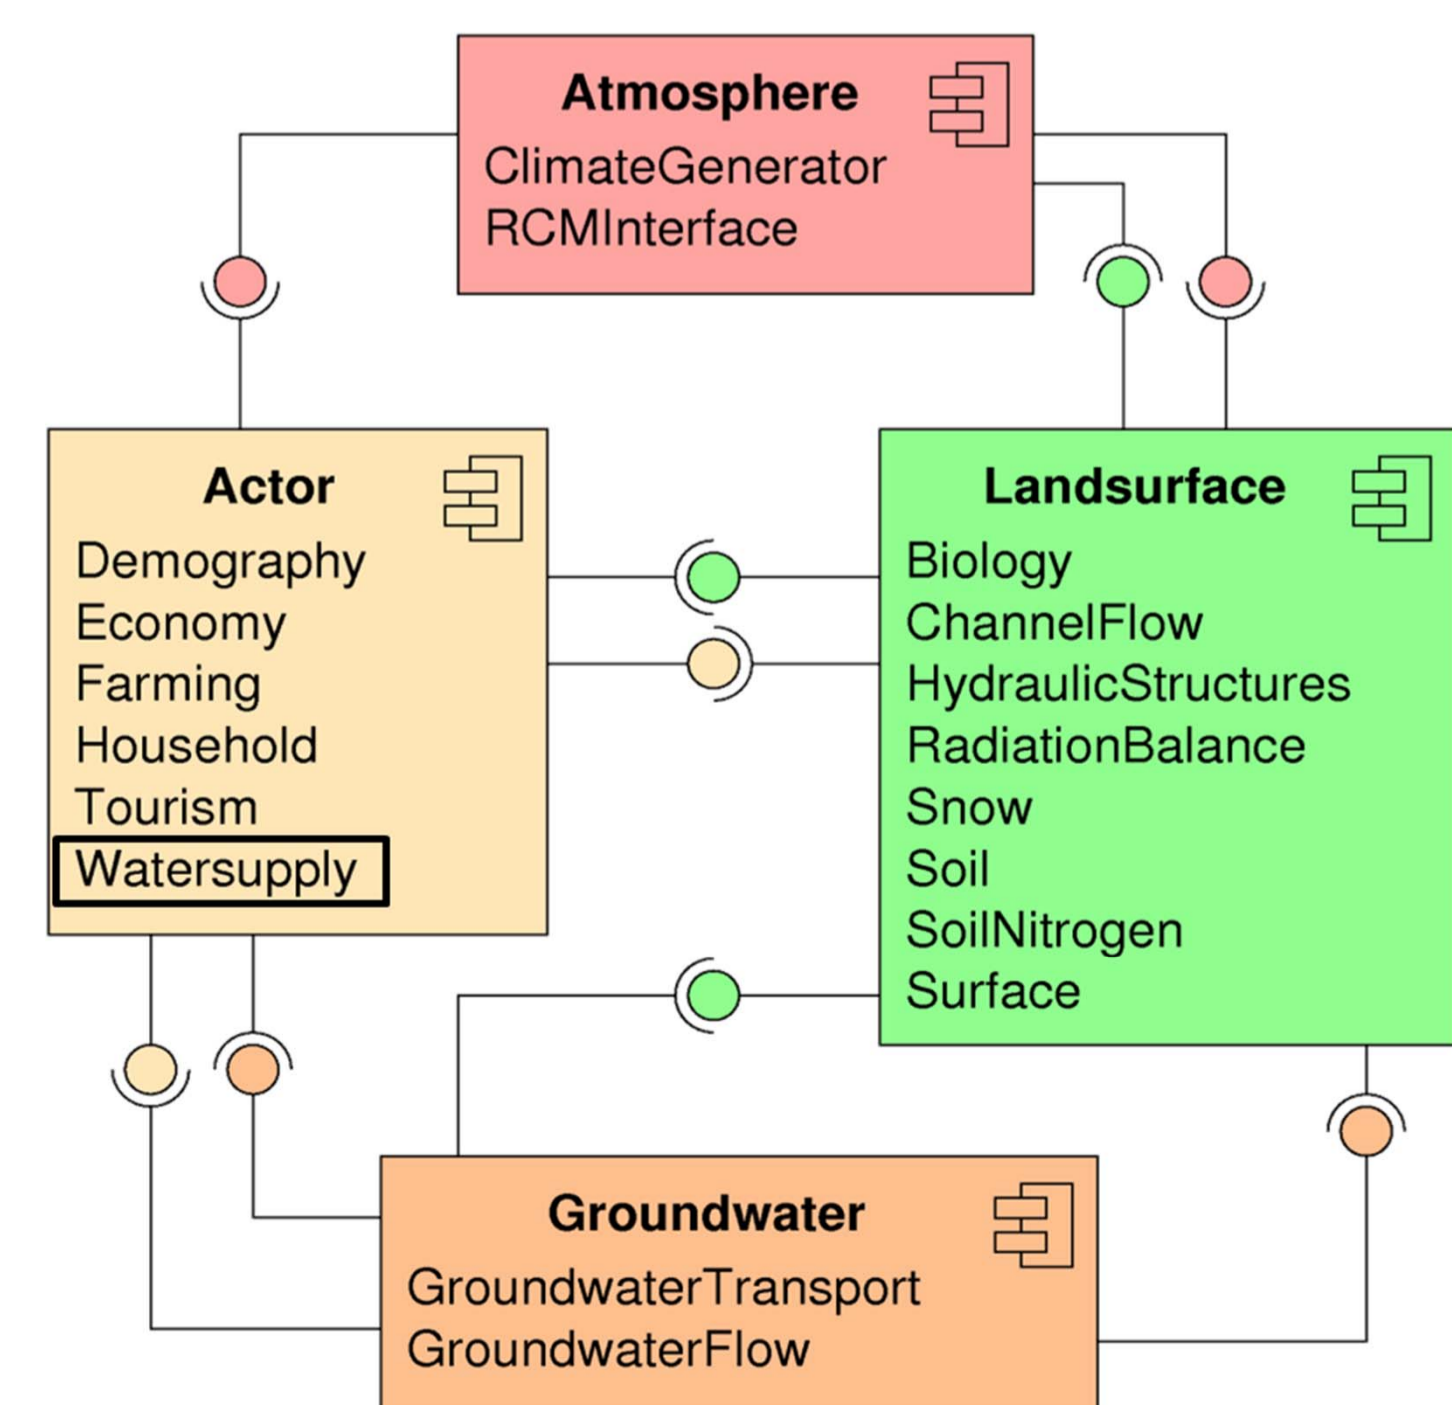 Atmosphere
ClimateGenerator
RCMInterface
Actor
Demography
Economy
Farming
Household
Tourism
Watersupply
Landsurface
Biology
ChannelFlow
HydraulicStructures
RadiationBalance
Snow
Soil
SoilNitrogen
Surface
Groundwater
GroundwaterTransport
GroundwaterFlow